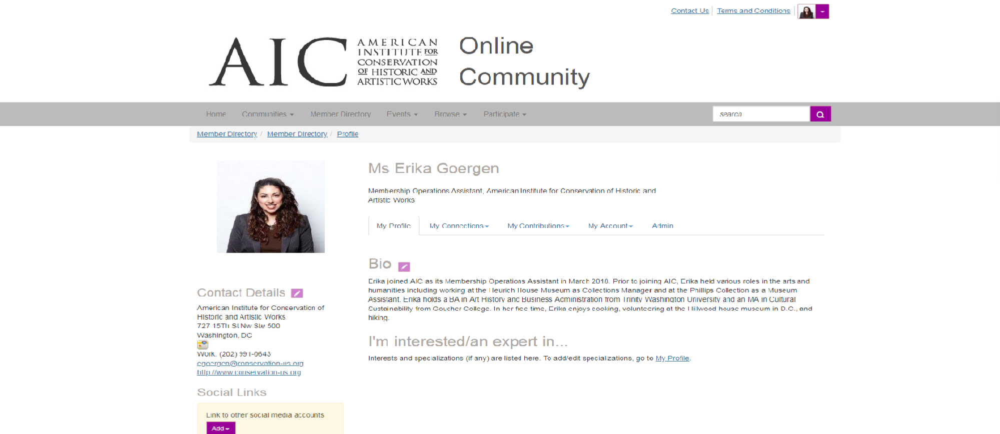 Contact Us Terms and Conditions
AIC
AMERICAN
INSTITUTE FOR
CONSERVATION
OF HISTORIC AND
ARTISTIC WORKS
Online
Community
Home Communities Member Directory Events Browse Participate search
Member Directory / Member Directory / Profile
Ms Erika Goergen
Membership Operations Assistant, American Institute for Conservation of Historic and
Artistic Works
My Profile My Connections My Contributions My Account Admin
Bio
Erika joined AIC as its Membership Operations Assistant in March 2018. Prior to joining AIC, Erika held various roles in the arts and
humanities including working at the Heurich House Museum as Collections Manager and at the Phillips Collection as a Museum
Assistant. Erika holds a BA in Art History and Business Administration from Trinity Washington University and an MA in Cultural
Sustainability from Goucher College. In her free time, Erika enjoys cooking, volunteering at the Hillwood house museum in D.C., and
hiking.
I'm interested/an expert in...
Interests and specializations (if any) are listed here. To add/edit specializations, go to My Profile.
Contact Details
American Institute for Conservation of
Historic and Artistic Works
727 15Th St Nw Ste 500
Washington, DC
Work: (202) 991-0643
egoergen@conservation-us.org
http://www.conservation-us.org
Social Links
Link to other social media accounts
Add